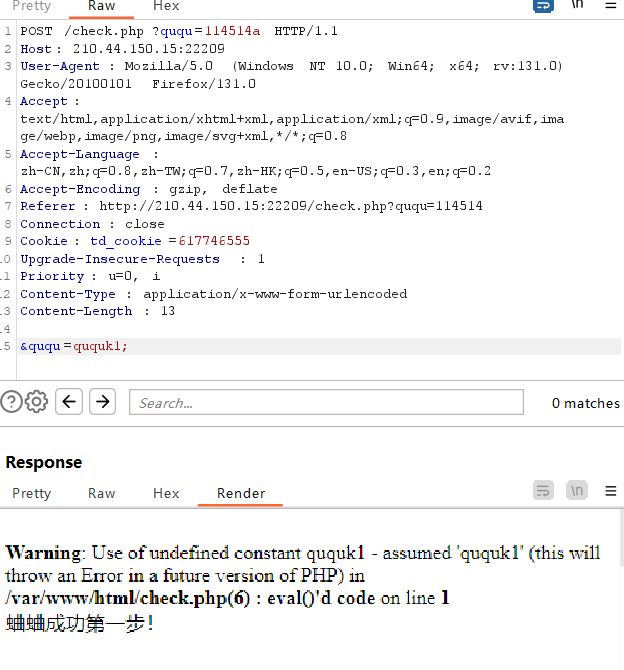 Pretty Raw Hex
\n
1 POST /check.php ?ququ=114514a HTTP/1.1
2 Host: 210.44.150.15:22209
3 User-Agent : Mozilla/5.0 (Windows NT 10.0; Win64; x64; rv:131.0)
Gecko/20100101 Firefox/131.0
4 Accept :
text/html,application/xhtml+xml,application/xml;q=0.9,image/avif,ima
ge/webp,image/png,image/svg+xml,*/*;q=0.8
5 Accept-Language :
zh-CN,zh;q=0.8,zh-TW;q=0.7,zh-HK;q=0.5,en-US;q=0.3,en;q=0.2
6 Accept-Encoding : gzip, deflate
7 Referer : http://210.44.150.15:22209/check.php?ququ=114514
8 Connection : close
9 Cookie : td_cookie =617746555
.0 Upgrade-Insecure-Requests : 1
.1 Priority : u=0, i
.2 Content-Type : application/x-www-form-urlencoded
.3 Content-Length : 13
.4
.5 &ququ=ququk1;
Search...
0 matches
Response
Pretty Raw Hex Render
\n
Warning: Use of undefined constant ququk1 - assumed 'ququk1' (this will
throw an Error in a future version of PHP) in
/var/www/html/check.php(6) : eval()'d code on line 1
蛐蛐成功第一步!